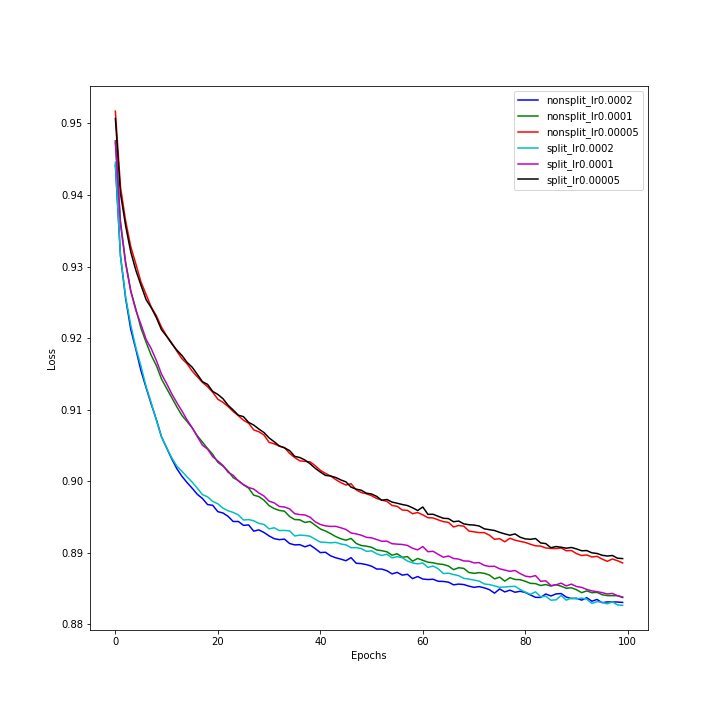 nonsplit_lr0.0002
nonsplit_lr0.0001
nonsplit_lr0.00005
split_lr0.0002
split_lr0.0001
split_lr0.00005
0.95
0.94
0.93
0.92
0.91
0.90
0.89
0.88
Loss
0 20 40 60 80 100
Epochs